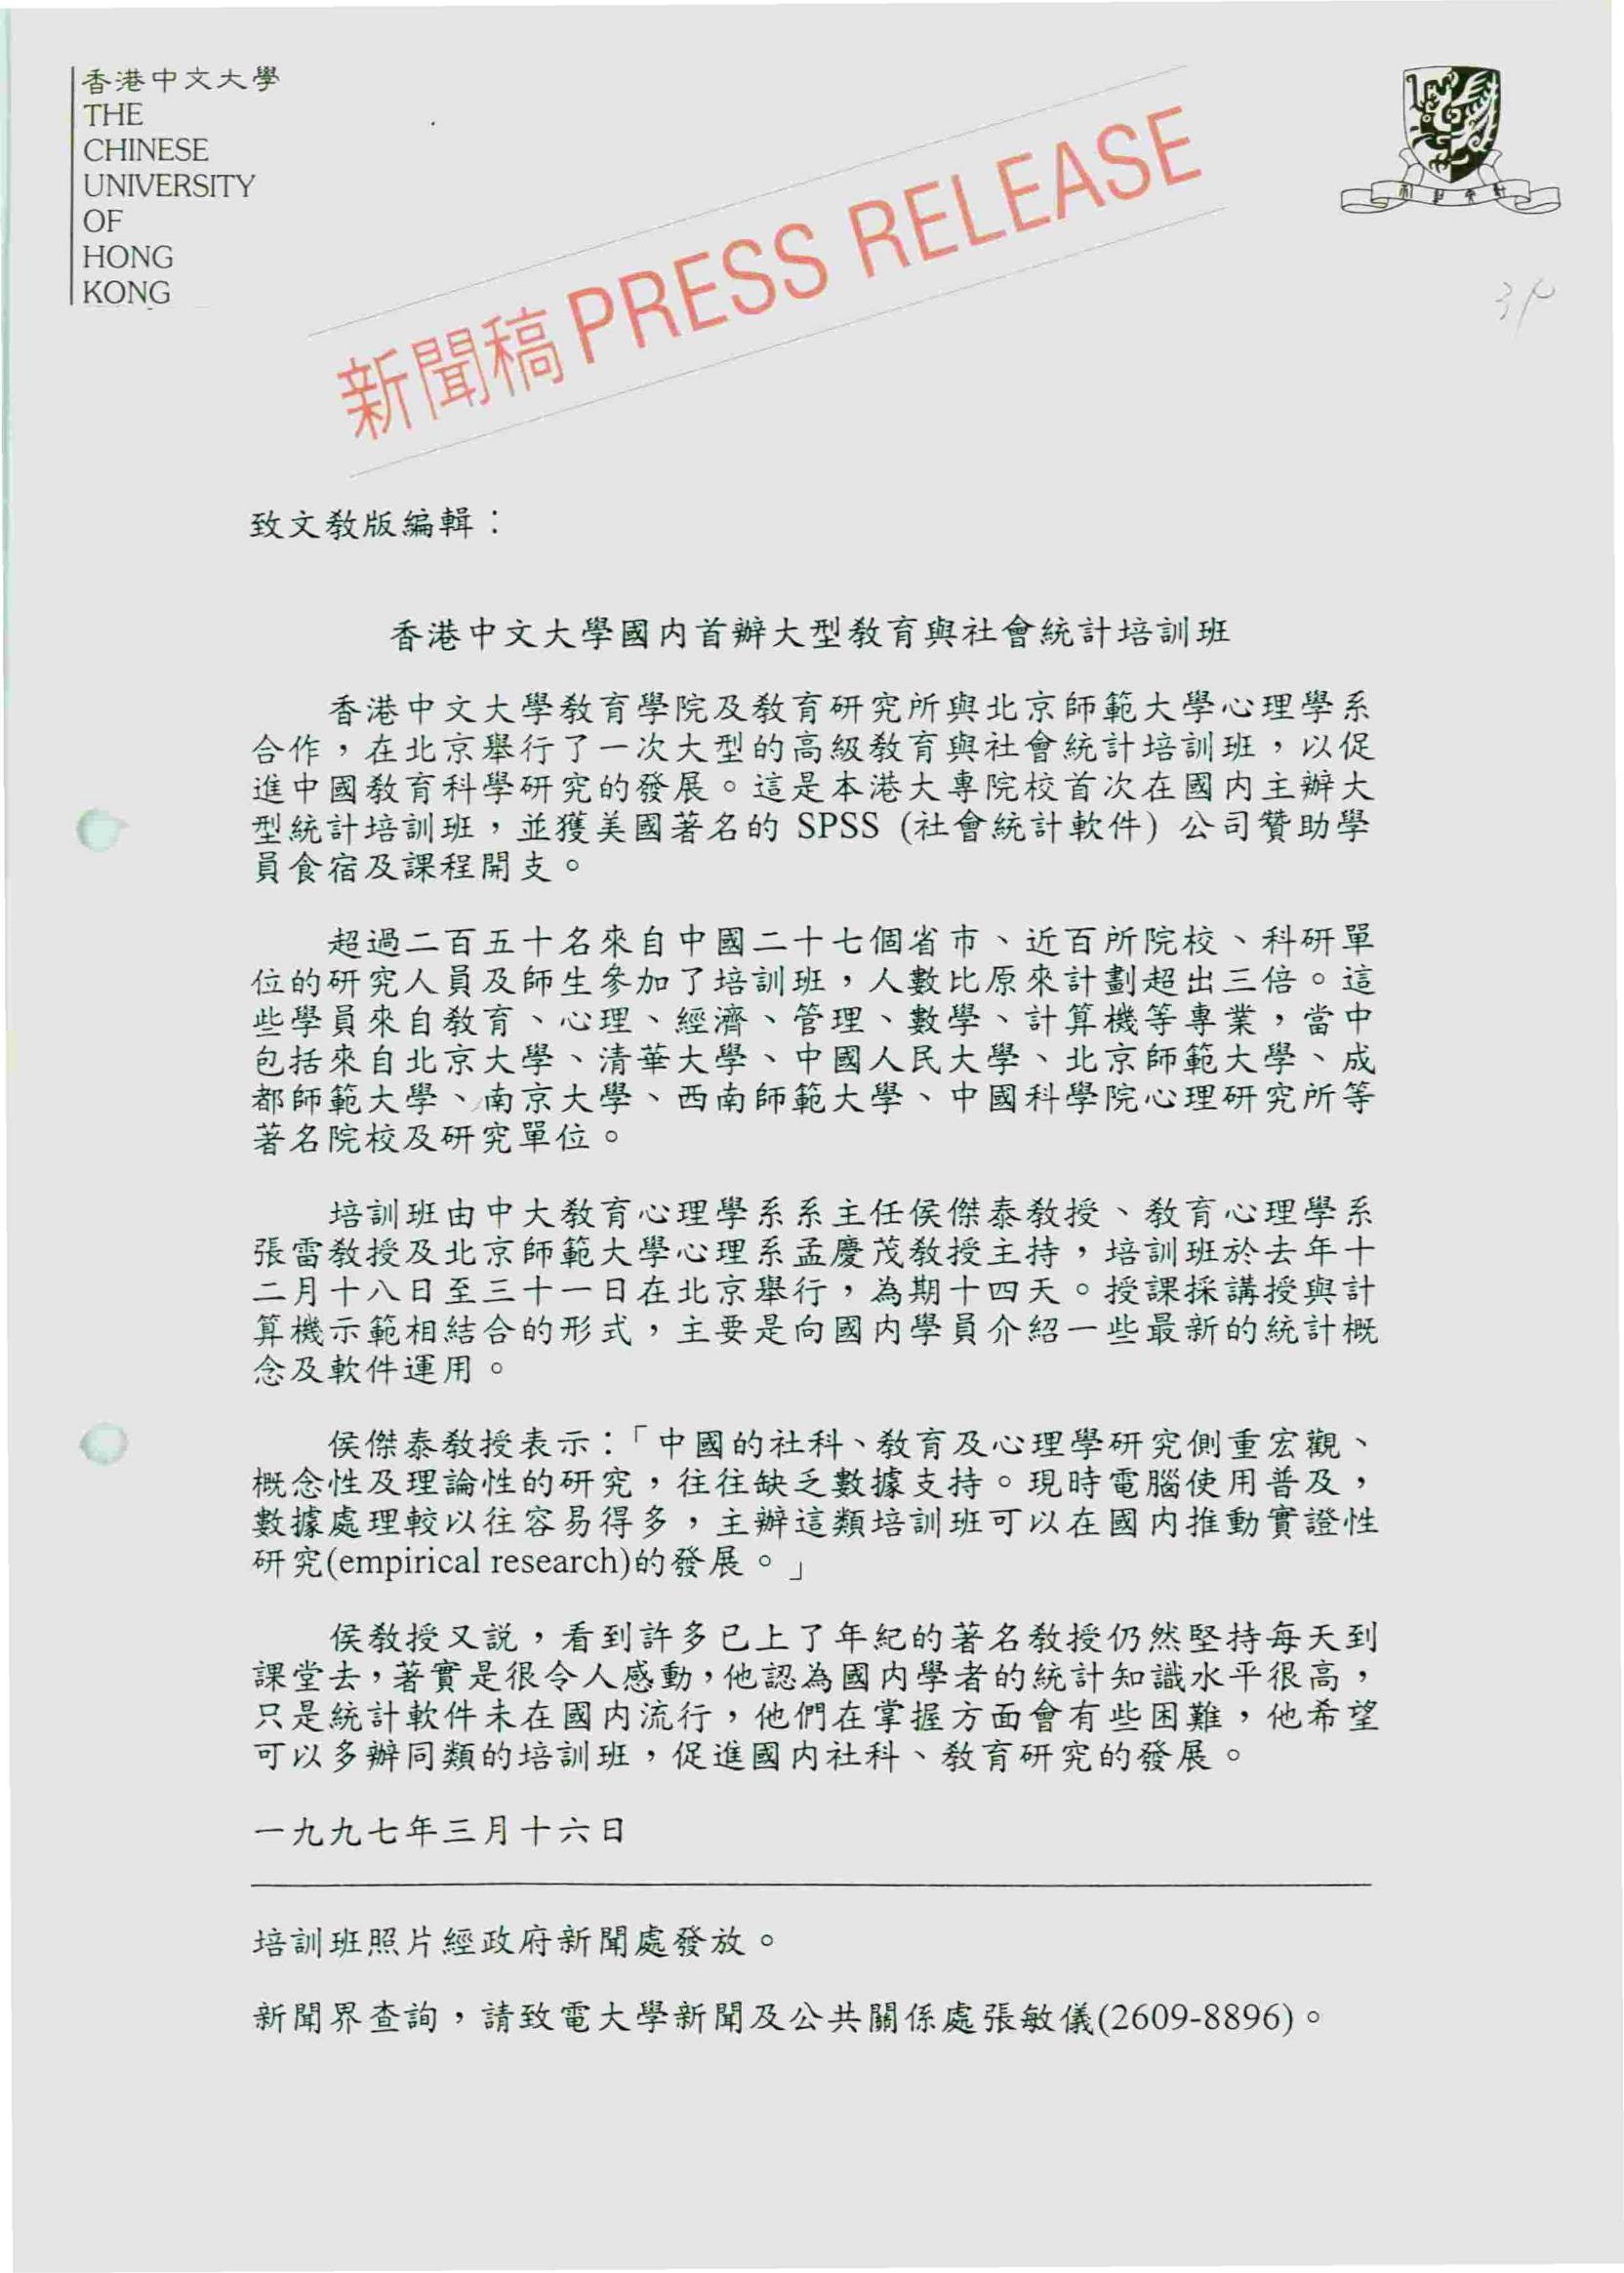 香港中文大學
THE
CHINESE
UNIVERSITY
OF
HONG
KONG
新聞稿 PRESS RELEASE
致文教版編輯：
香港中文大學國内首辦大型教育與社會統計培訓班
香港中文大學教育學院及教育研究所與北京師範大學心理學系
合作，在北京舉行了一次大型的高級教育與社會統計培訓班，以促
進中國教育科學研究的發展。這是本港大專院校首次在國内主辦大
型統計培訓班，並獲美國著名的 SPSS (社會統計軟件) 公司贊助學
員食宿及課程開支。
超過二百五十名來自中國二十七個省市、近百所院校、科研單
位的研究人員及師生參加了培訓班，人數比原來計劃超出三倍。這
些學員來自教育、心理、經濟、管理、數學、計算機等專業，當中
包括來自北京大學、清華大學、中國人民大學、北京師範大學、成
都師範大學、南京大學、西南師範大學、中國科學院心理研究所等
著名院校及研究單位。
培訓班由中大教育心理學系系主任侯傑泰教授、教育心理學系
張雷教授及北京師範大學心理系孟慶茂教授主持，培訓班於去年十
二月十八日至三十一日在北京舉行，為期十四天。授課採講授與計
算機示範相結合的形式，主要是向國内學員介紹一些最新的統計概
念及軟件運用。
侯傑泰教授表示：「中國的社科、教育及心理學研究側重宏觀、
概念性及理論性的研究，往往缺乏數據支持。現時電腦使用普及，
數據處理較以往容易得多，主辦這類培訓班可以在國内推動實證性
研究(empirical research)的發展。」
侯教授又説，看到許多已上了年紀的著名教授仍然堅持每天到
課堂去，著實是很令人感動，他認為國内學者的統計知識水平很高，
只是統計軟件未在國内流行，他們在掌握方面會有些困難，他希望
可以多辦同類的培訓班，促進國内社科、教育研究的發展。
一九九七年三月十六日
培訓班照片經政府新聞處發放。
新聞界查詢，請致電大學新聞及公共關係處張敏儀(2609-8896)。